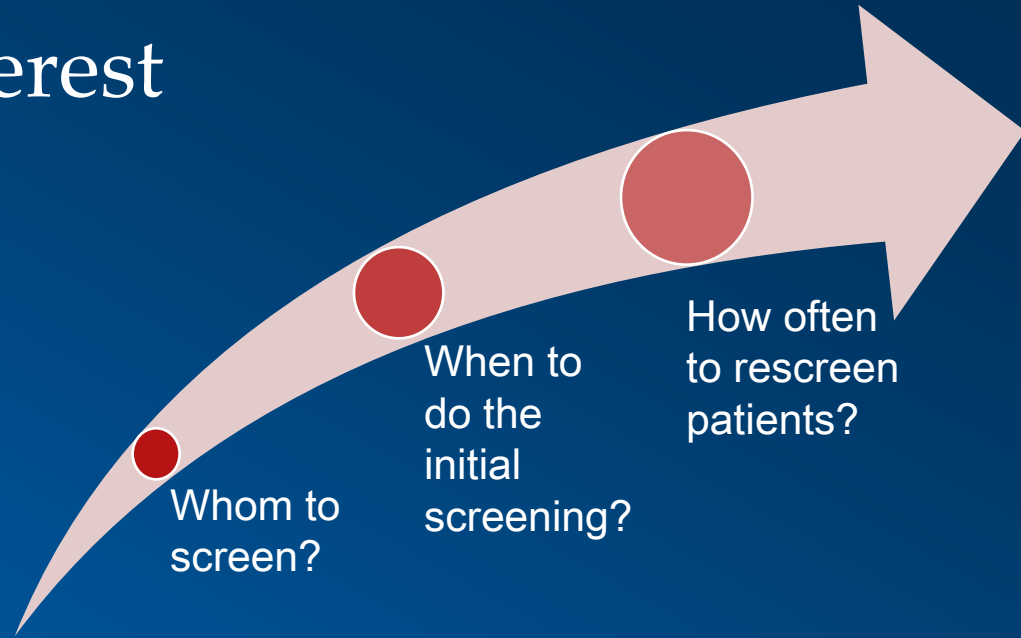 erest
Whom to
screen?
When to
do the
initial
screening?
How often
to rescreen
patients?